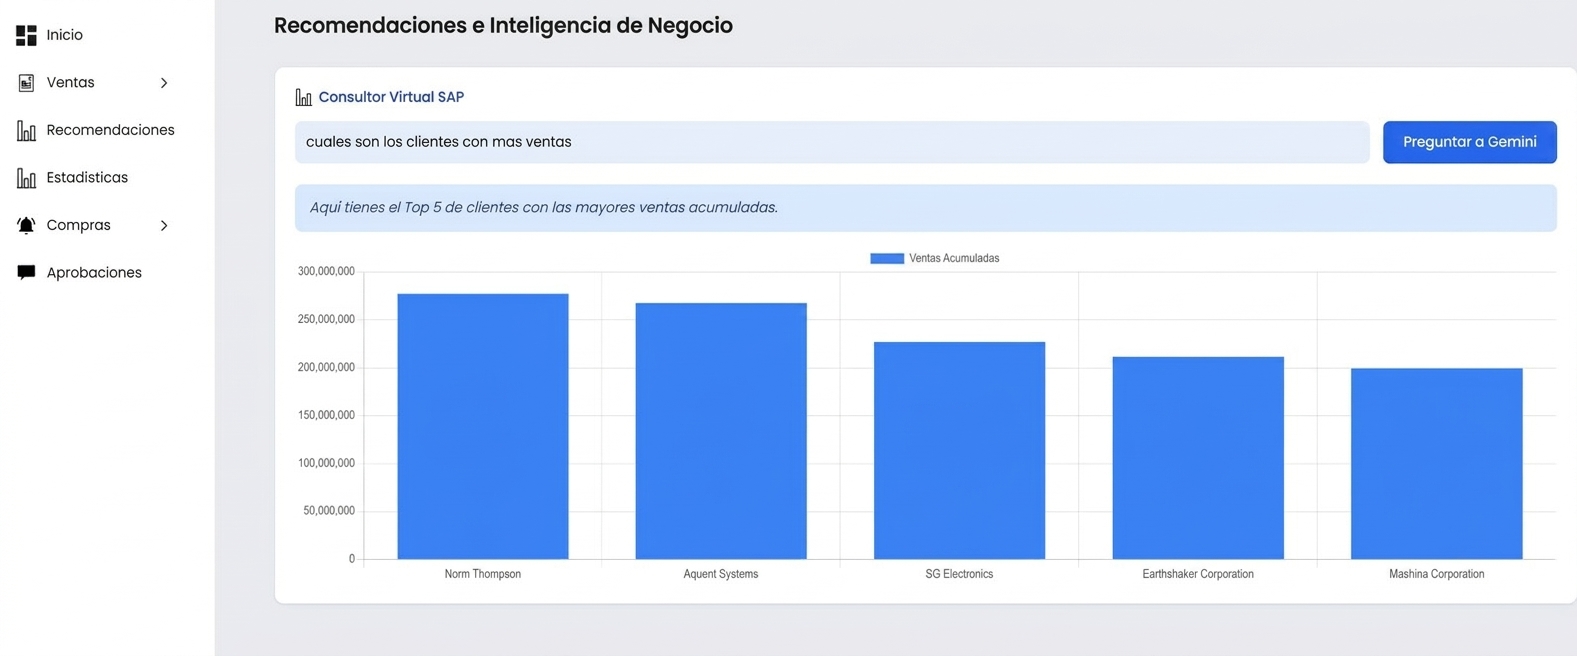 Inicio
Ventas
Recomendaciones
Estadisticas
Compras
Aprobaciones
Recomendaciones e Inteligencia de Negocio
Consultor Virtual SAP
cuales son los clientes con mas ventas
Preguntar a Gemini
Aqui tienes el Top 5 de clientes con las mayores ventas acumuladas.
Ventas Acumuladas
300,000,000
250,000,000
200,000,000
150,000,000
100,000,000
50,000,000
0
Norm Thompson
Aquent Systems
SG Electronics
Earthshaker Corporation
Mashina Corporation